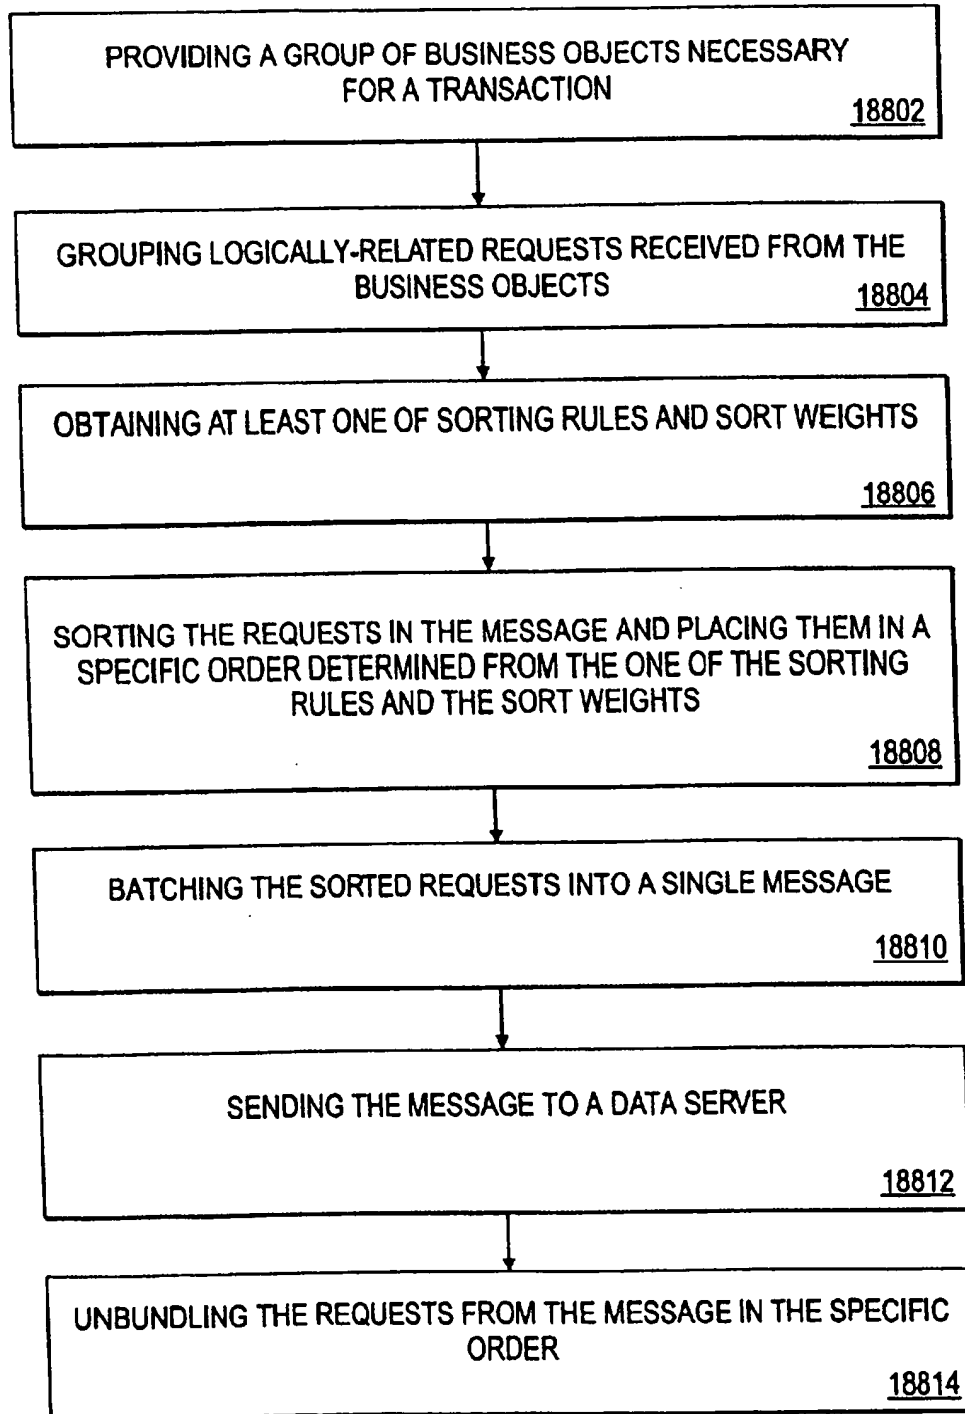 PROVIDING A GROUP OF BUSINESS OBJECTS NECESSARY
FOR A TRANSACTION
18802
GROUPING LOGICALLY-RELATED REQUESTS RECEIVED FROM THE
BUSINESS OBJECTS
18804
OBTAINING AT LEAST ONE OF SORTING RULES AND SORT WEIGHTS
18806
SORTING THE REQUESTS IN THE MESSAGE AND PLACING THEM IN A
SPECIFIC ORDER DETERMINED FROM THE ONE OF THE SORTING
RULES AND THE SORT WEIGHTS
18808
BATCHING THE SORTED REQUESTS INTO A SINGLE MESSAGE
18810
SENDING THE MESSAGE TO A DATA SERVER
18812
UNBUNDLING THE REQUESTS FROM THE MESSAGE IN THE SPECIFIC
ORDER
18814